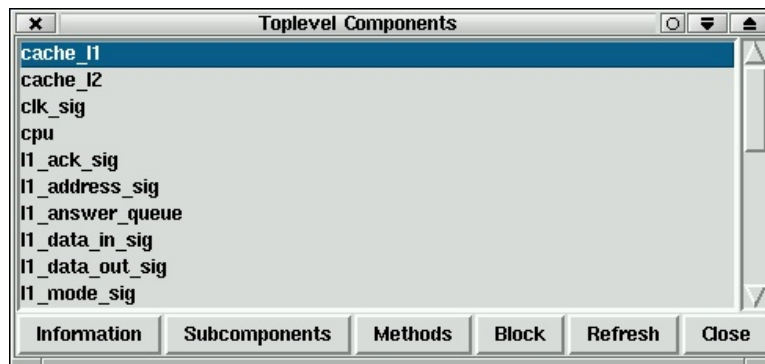 Toplevel Components
cache_l1
cache_l2
clk_sig
cpu
l1_ack_sig
l1_address_sig
l1_answer_queue
l1_data_in_sig
l1_data_out_sig
l1_mode_sig
Information Subcomponents Methods Block Refresh Close